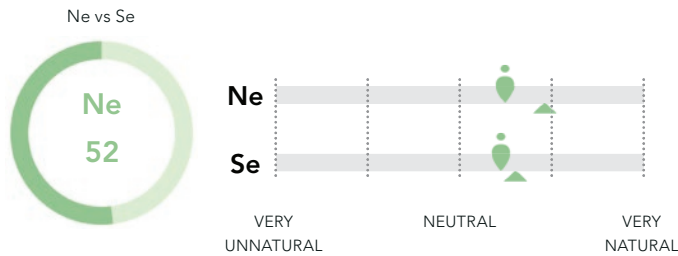 Ne vs Se
Ne
52
Ne
Se
VERY
UNNATURAL
NEUTRAL
VERY
NATURAL